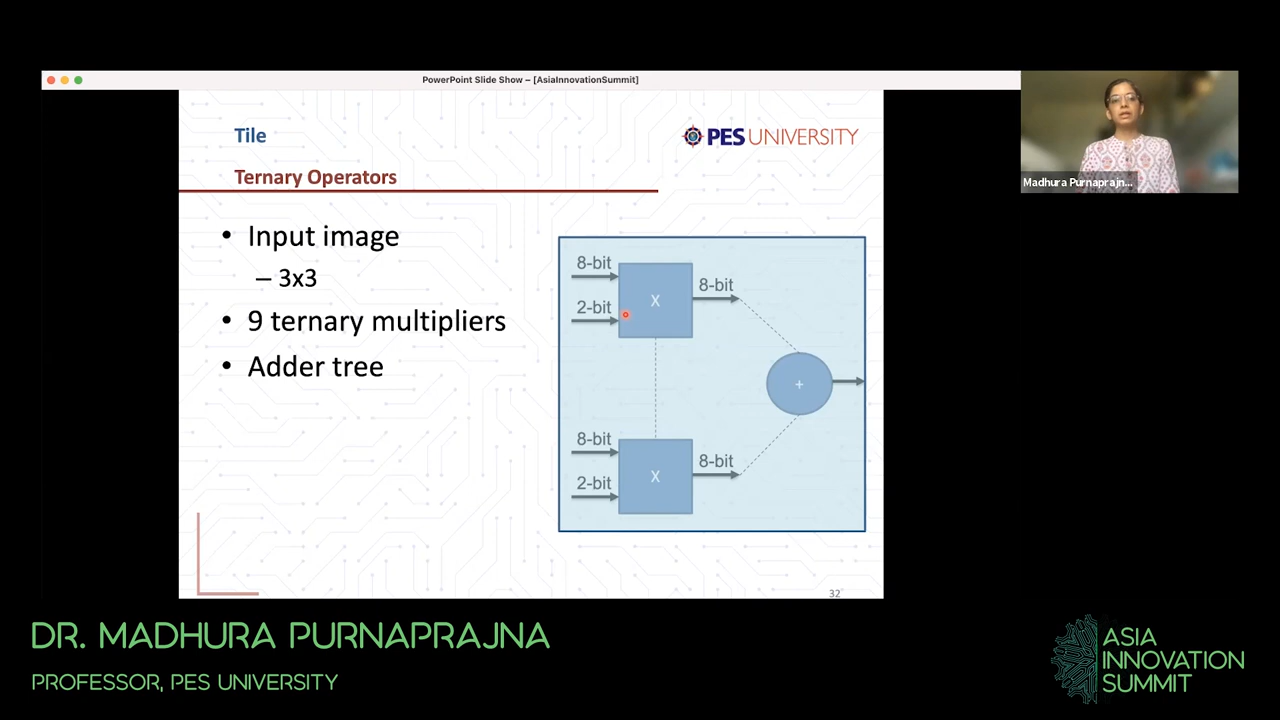 PowerPoint Slide Show – [AsiaInnovationSummit]
Tile
PES UNIVERSITY
Ternary Operators
• Input image
– 3x3
• 9 ternary multipliers
• Adder tree
8-bit
2-bit
X
8-bit
+
8-bit
2-bit
X
8-bit
32
Madhura Purnaprajn...
DR. MADHURA PURNAPRAJNA
PROFESSOR, PES UNIVERSITY
ASIA
INNOVATION
SUMMIT